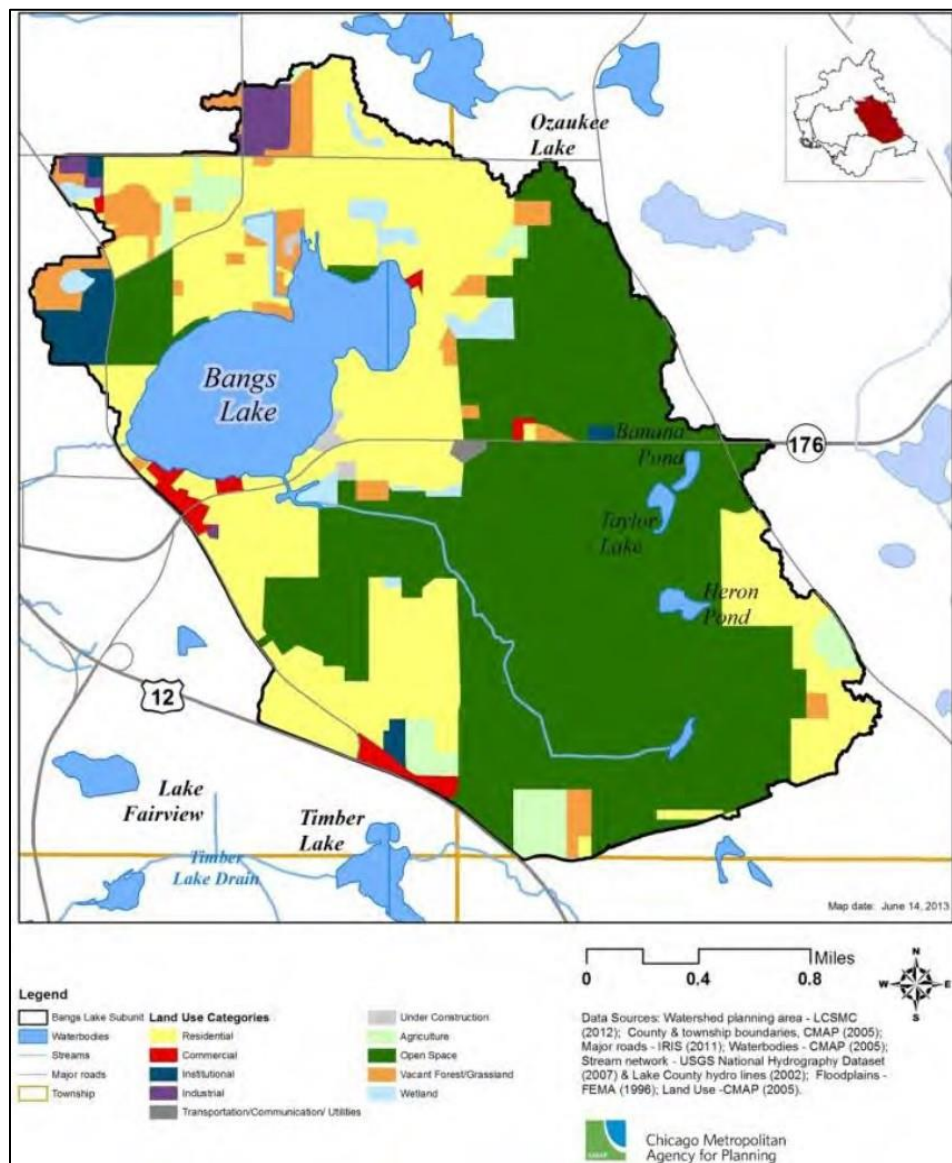 Ozaukee
Lake
Bangs
Lake
176
Banana
Pond
Taylor
Lake
Heron
Pond
12
Lake
Fairview
Timber
Lake
Timber
Lake Drain
Map date: June 14, 2013
Miles
0 0.4 0.8
N
W E
S
Legend
Bangs Lake Subunit
Waterbodies
Streams
Major roads
Township
Land Use Categories
Residential
Commercial
Institutional
Industrial
Transportation/Communication/ Utilities
Under Construction
Agriculture
Open Space
Vacant Forest/Grassland
Wetland
Data Sources: Watershed planning area - LCSMC
(2012); County & township boundaries, CMAP (2005);
Major roads - IRIS (2011); Waterbodies - CMAP (2005);
Stream network - USGS National Hydrography Dataset
(2007) & Lake County hydro lines (2002); Floodplains -
FEMA (1996); Land Use -CMAP (2005).
Chicago Metropolitan
Agency for Planning